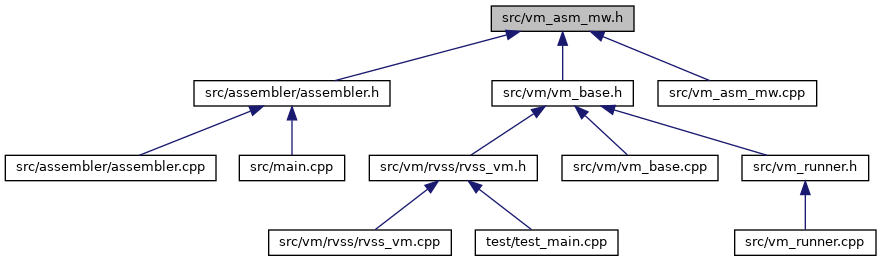 src/vm_asm_mw.h
src/assembler/assembler.h
src/vm/vm_base.h
src/vm_asm_mw.cpp
src/assembler/assembler.cpp
src/main.cpp
src/vm/rvss/rvss_vm.h
src/vm/vm_base.cpp
src/vm_runner.h
src/vm/rvss/rvss_vm.cpp
test/test_main.cpp
src/vm_runner.cpp